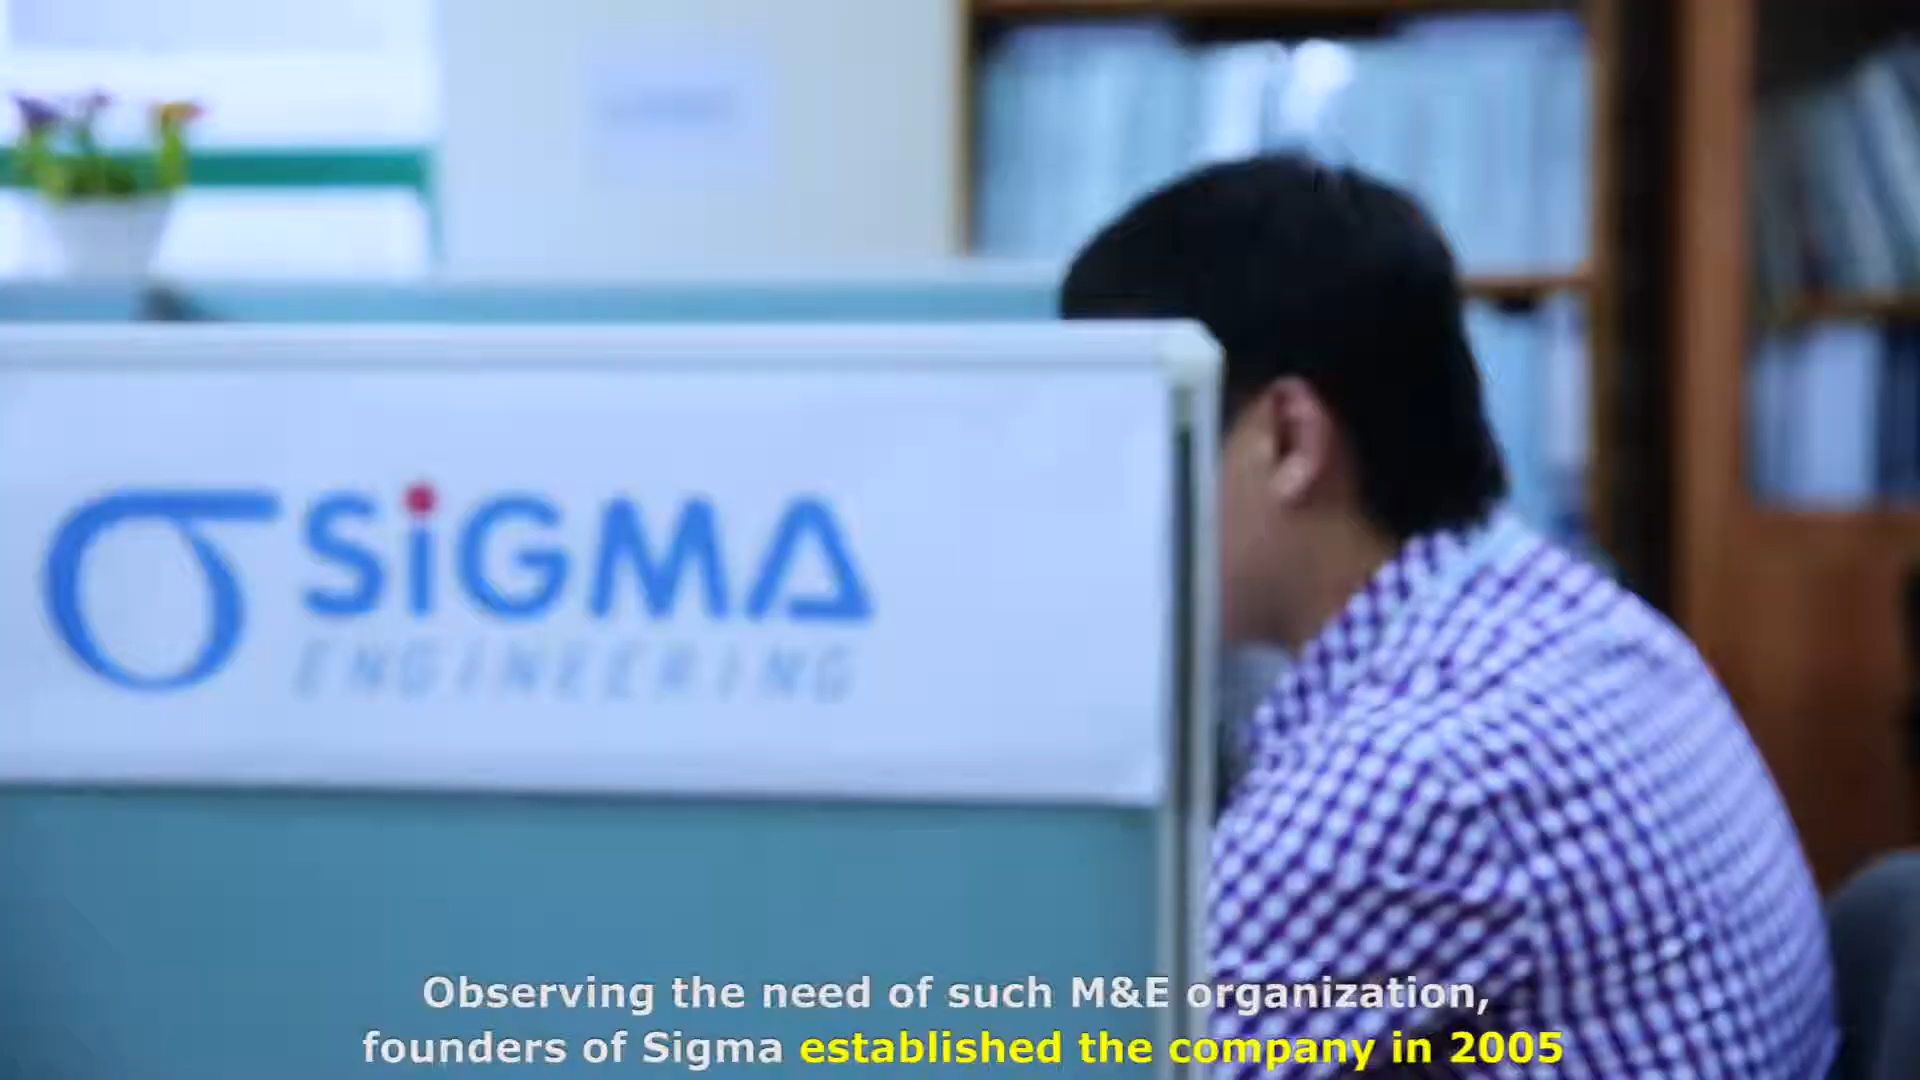 σ SiGMA
ENGINEERING
Observing the need of such M&E organization,
founders of Sigma established the company in 2005